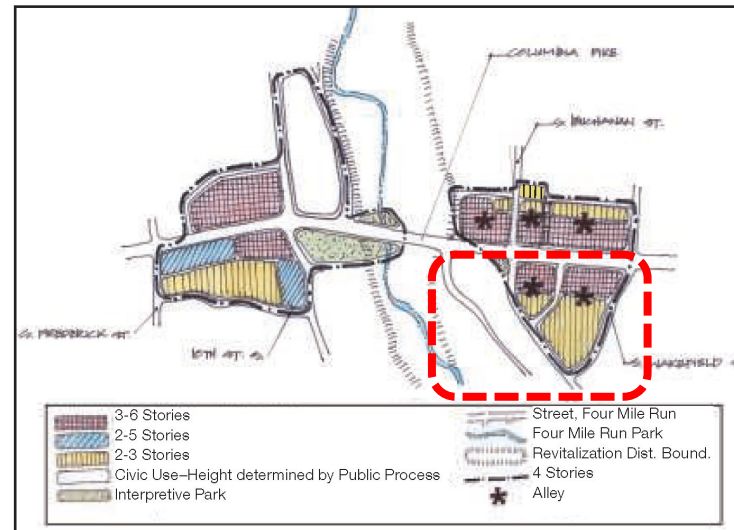 COLUMBIA PIKE
S. BUCHANAN ST.
S. FREDERICK ST.
16TH ST. S.
S. WAKEFIELD
3-6 Stories
2-5 Stories
2-3 Stories
Civic Use–Height determined by Public Process
Interpretive Park
Street, Four Mile Run
Four Mile Run Park
Revitalization Dist. Bound.
4 Stories
Alley